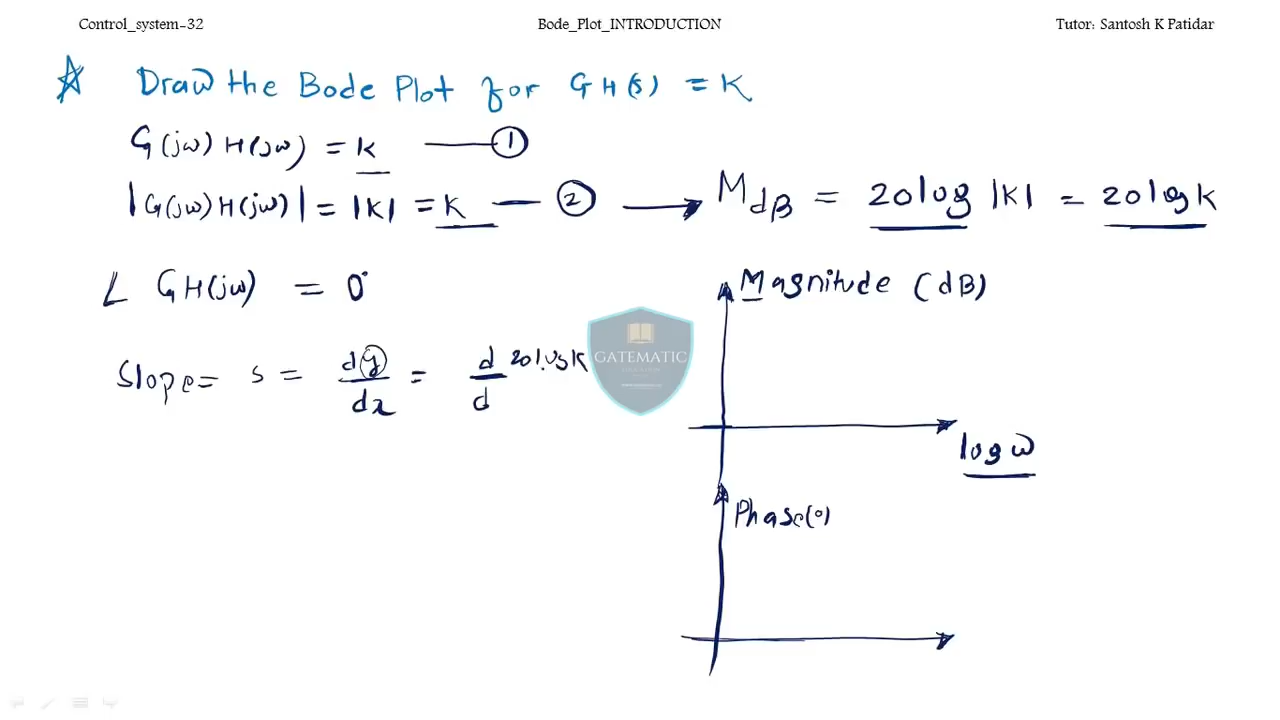 Control_system-32
Bode_Plot_INTRODUCTION
Tutor: Santosh K Patidar
Draw the Bode Plot for GH(s) = K
G(jω) H(jω) = K ①
|G(jω)H(jω)| = |K| = K ② → MdB = 20log |K| = 20logK
∠ GH(jω) = 0°
Magnitude (dB)
Slope = s = dy/dx = d 20logK / d
GATEMATIC
log ω
Phase(°)